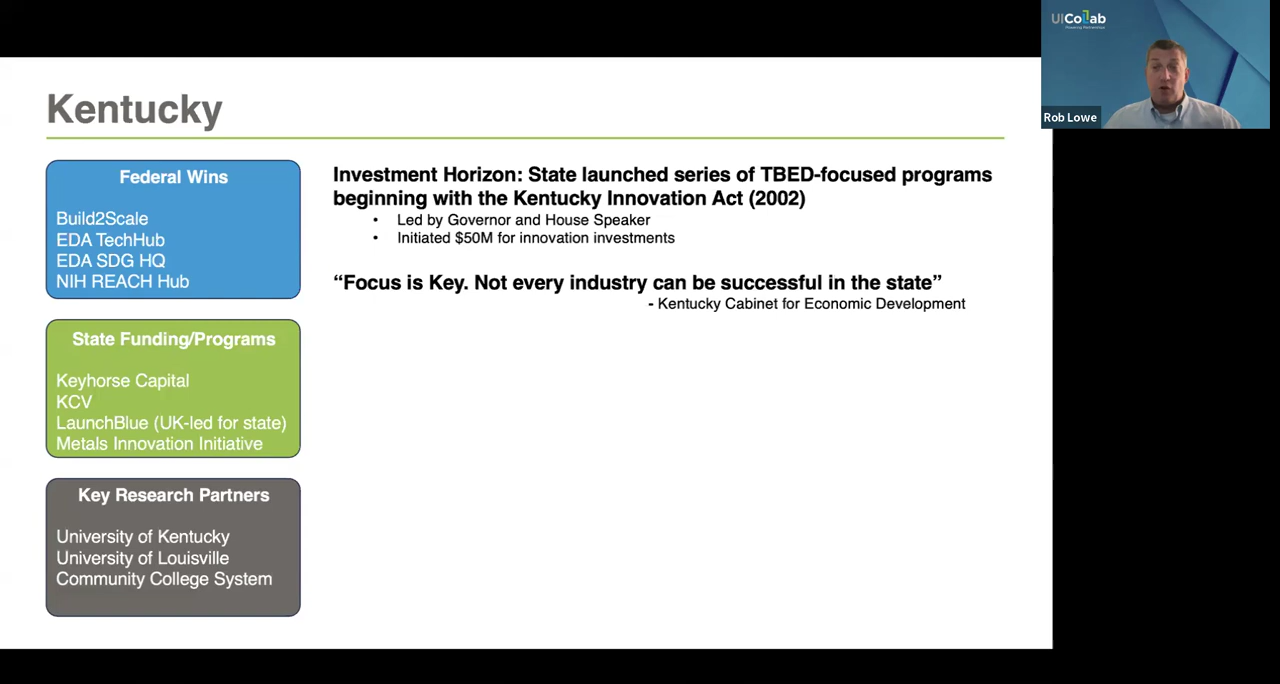 Kentucky
Federal Wins
Build2Scale
EDA TechHub
EDA SDG HQ
NIH REACH Hub
State Funding/Programs
Keyhorse Capital
KCV
LaunchBlue (UK-led for state)
Metals Innovation Initiative
Key Research Partners
University of Kentucky
University of Louisville
Community College System
Investment Horizon: State launched series of TBED-focused programs
beginning with the Kentucky Innovation Act (2002)
• Led by Governor and House Speaker
• Initiated $50M for innovation investments
“Focus is Key. Not every industry can be successful in the state”
- Kentucky Cabinet for Economic Development
UICoLab
Powering Partnerships
Rob Lowe